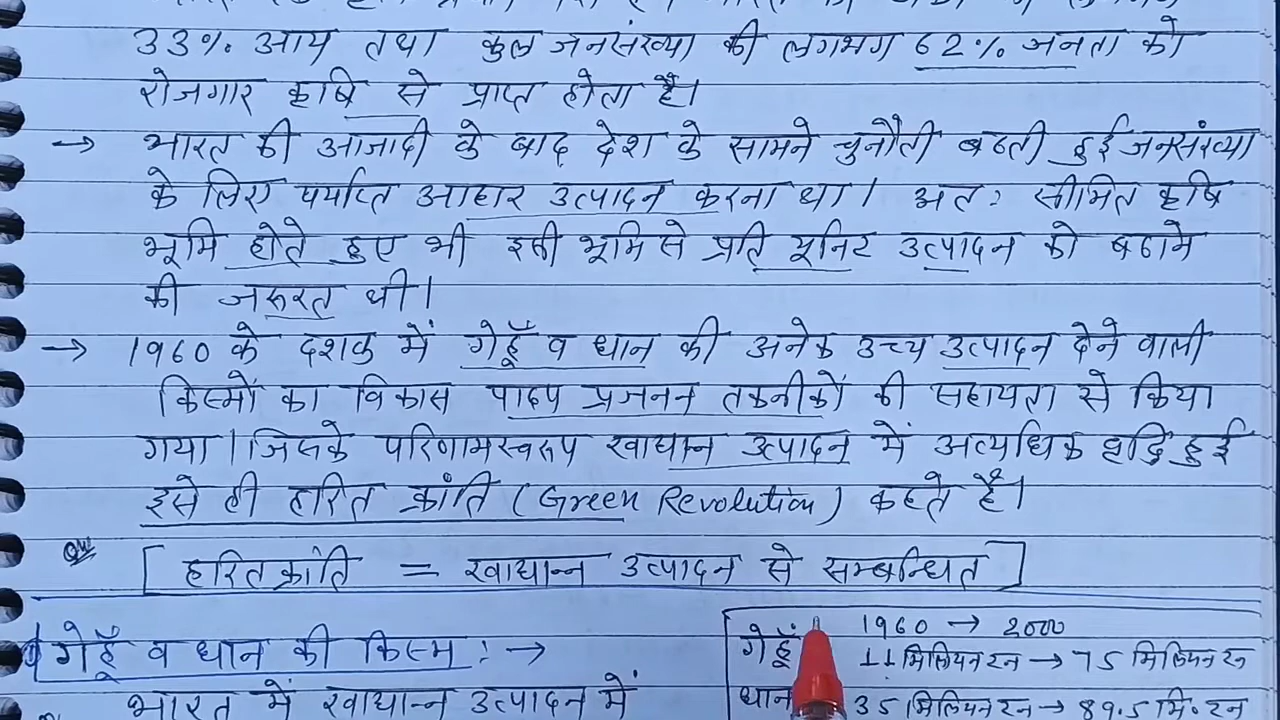 33% आय तथा कुल जनसंख्या की लगभग 62% जनता को
रोजगार कृषि से प्राप्त होता है।
→ भारत की आजादी के बाद देश के सामने चुनौती बढती हुई जनसंख्या
के लिए पर्याप्त आहार उत्पादन करना था। अतः सीमित कृषि
भूमि होते हुए भी इसी भूमि से प्रति यूनिट उत्पादन को बढाने
की जरूरत थी।
→ 1960 के दशक में गेहूँ व धान की अनेक उच्च उत्पादन देने वाली
किस्मों का विकास पादप प्रजनन तकनीकों की सहायता से किया
गया। जिसके परिणामस्वरूप खाद्यान्न उत्पादन में अत्यधिक वृद्धि हुई
इसे ही हरित क्रांति (Green Revolution) कहते हैं।
[हरितक्रांति = खाद्यान्न उत्पादन से सम्बन्धित]
गेहूँ व धान की किस्म : →
भारत में खाद्यान्न उत्पादन में
1960 → 2000
गेहूँ 11 मिलियन टन → 75 मिलियन टन
धान 35 मिलियन टन → 89.5 मि. टन